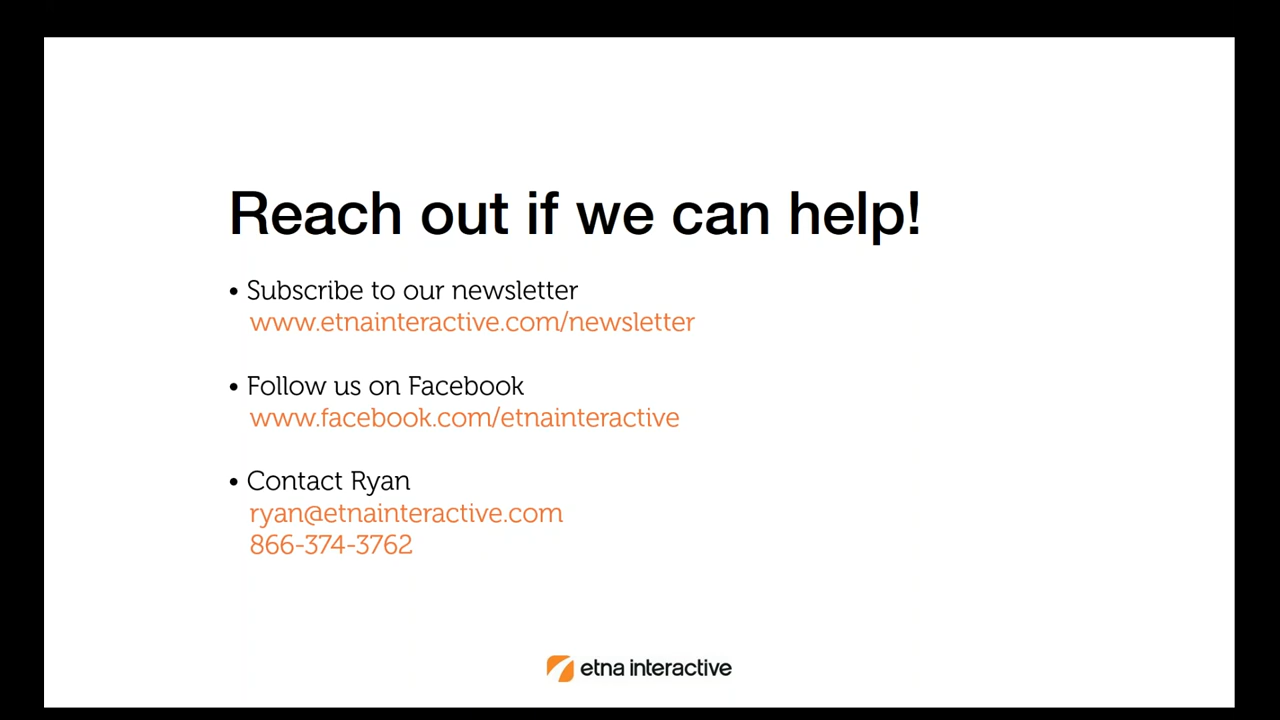 Reach out if we can help!
• Subscribe to our newsletter
www.etnainteractive.com/newsletter
• Follow us on Facebook
www.facebook.com/etnainteractive
• Contact Ryan
ryan@etnainteractive.com
866-374-3762
etna interactive